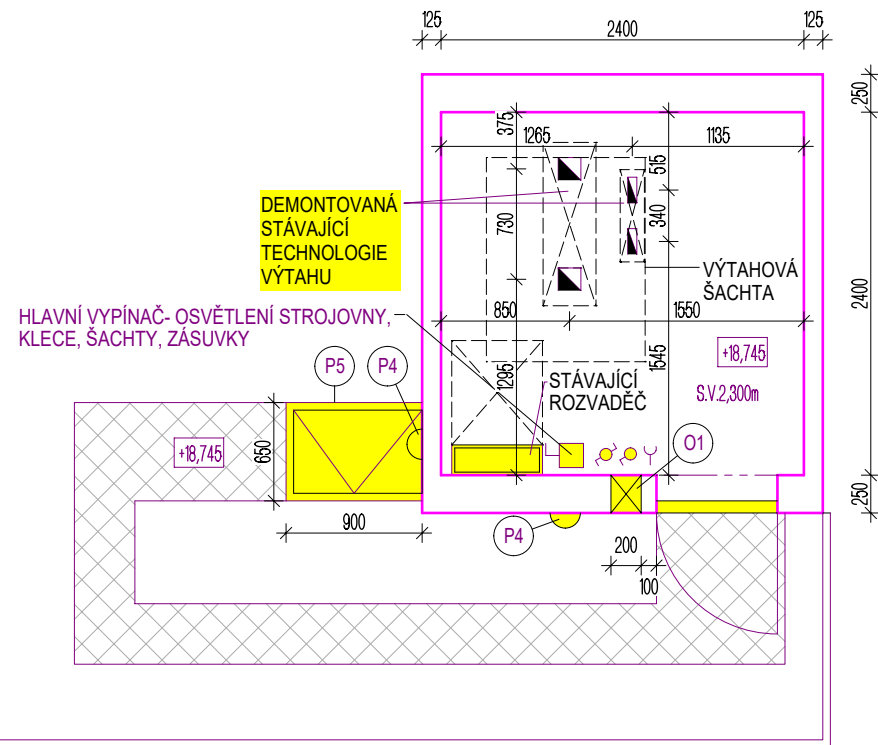 125
2400
125
250
375
1265
1135
515
DEMONTOVANÁ
STÁVAJÍCÍ
TECHNOLOGIE
VÝTAHU
730
340
VÝTAHOVÁ
ŠACHTA
2400
HLAVNÍ VYPÍNAČ- OSVĚTLENÍ STROJOVNY,
KLECE, ŠACHTY, ZÁSUVKY
850
1550
+18,745
P5
P4
1295
STÁVAJÍCÍ
ROZVADĚČ
1545
S.V.2,300m
+18,745
650
O1
250
900
P4
200
100